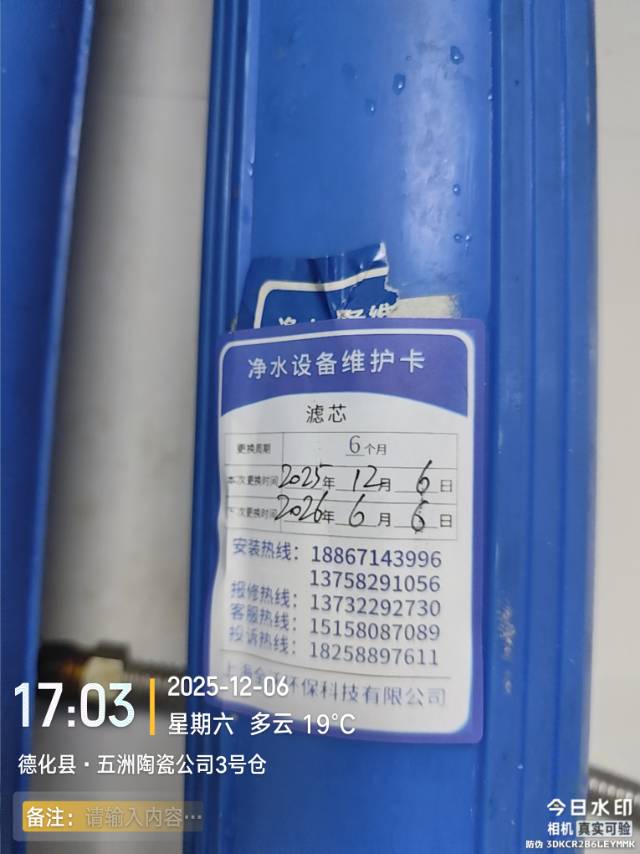 净水设备维护卡
滤芯
更换周期 6个月
本次更换时间 2025年 12月 6日
下次更换时间 2026年 6月 6日
安装热线：18867143996
13758291056
报修热线：13732292730
客服热线：15158087089
投诉热线：18258897611
环保科技有限公司
17:03
2025-12-06
星期六 多云 19℃
德化县·五洲陶瓷公司3号仓
备注：请输入内容…
今日水印
相机 真实可验
防伪 3DKCR2B6LEYMMK